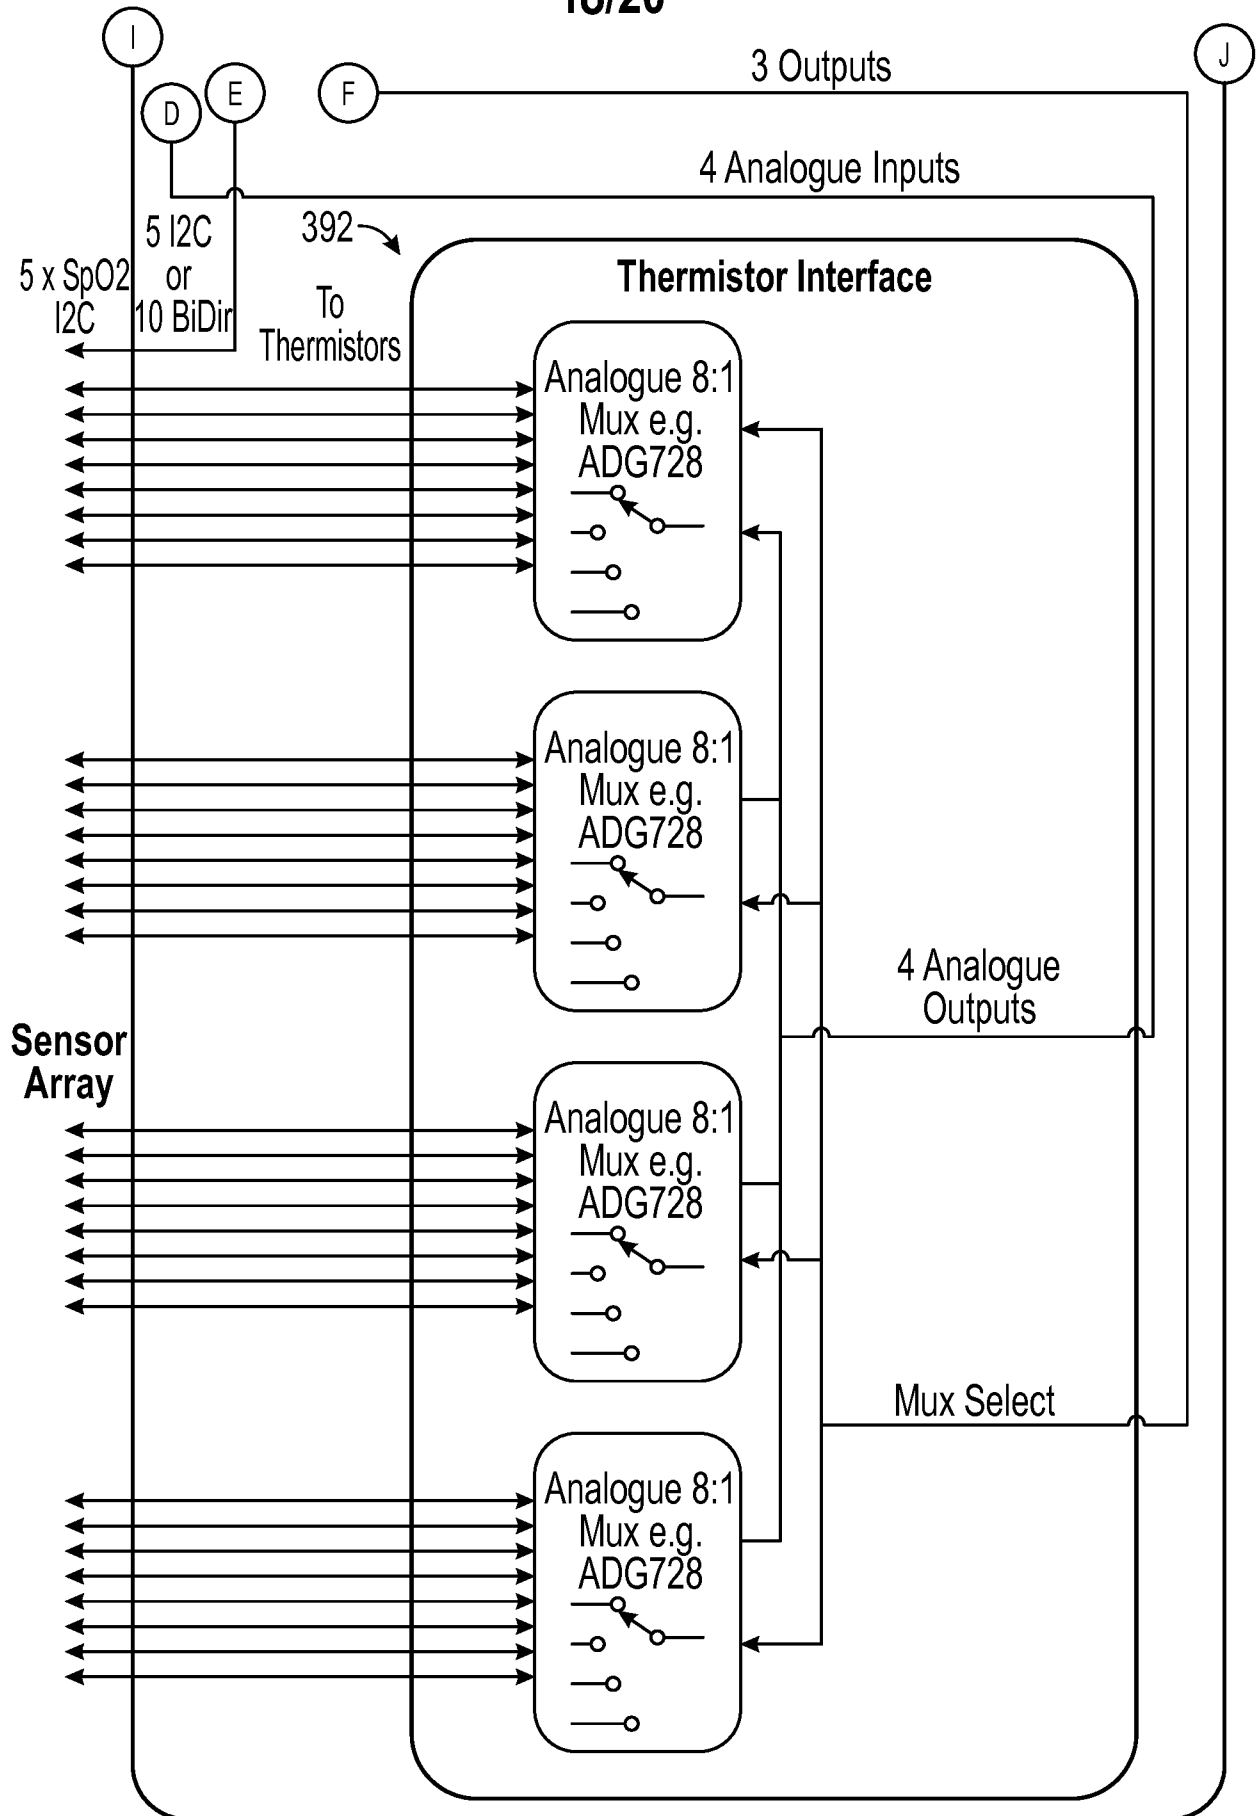 18/20
I
J
D
E
F
3 Outputs
4 Analogue Inputs
392
5 I2C
or
10 BiDir
5 x SpO2
I2C
To
Thermistors
Thermistor Interface
Analogue 8:1
Mux e.g.
ADG728
Analogue 8:1
Mux e.g.
ADG728
4 Analogue
Outputs
Sensor
Array
Analogue 8:1
Mux e.g.
ADG728
Mux Select
Analogue 8:1
Mux e.g.
ADG728